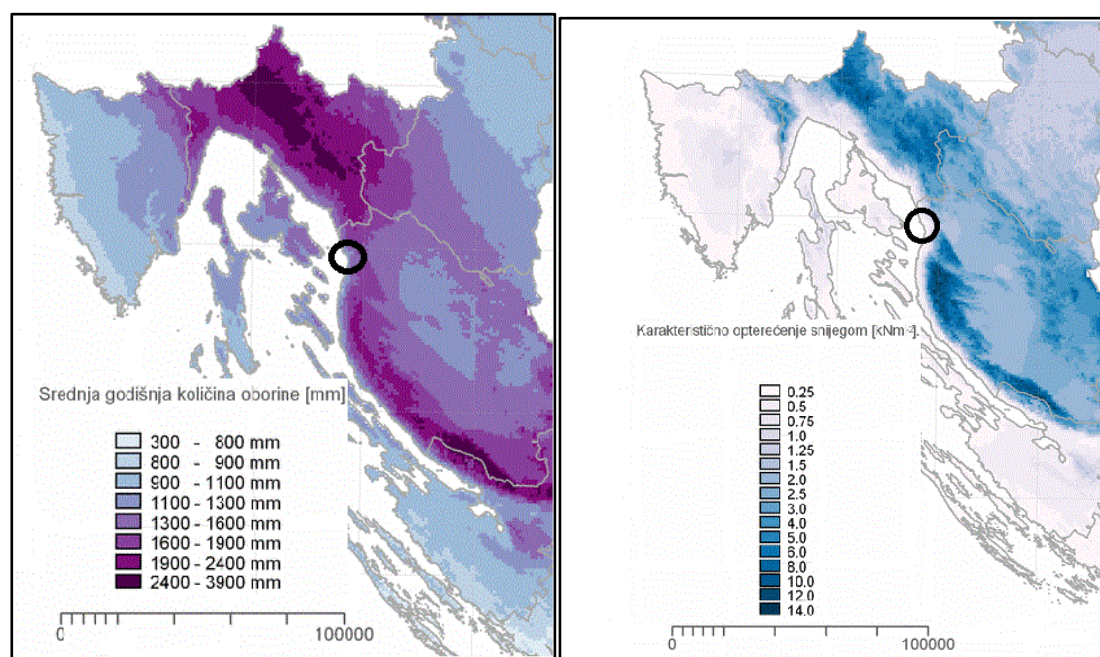 Srednja godišnja količina oborine [mm]
300 - 800 mm
800 - 900 mm
900 - 1100 mm
1100 - 1300 mm
1300 - 1600 mm
1600 - 1900 mm
1900 - 2400 mm
2400 - 3900 mm
0 100000
Karakteristično opterećenje snijegom [kNm⁻²].
0.25
0.5
0.75
1.0
1.25
1.5
2.0
2.5
3.0
4.0
5.0
6.0
8.0
10.0
12.0
14.0
0 100000